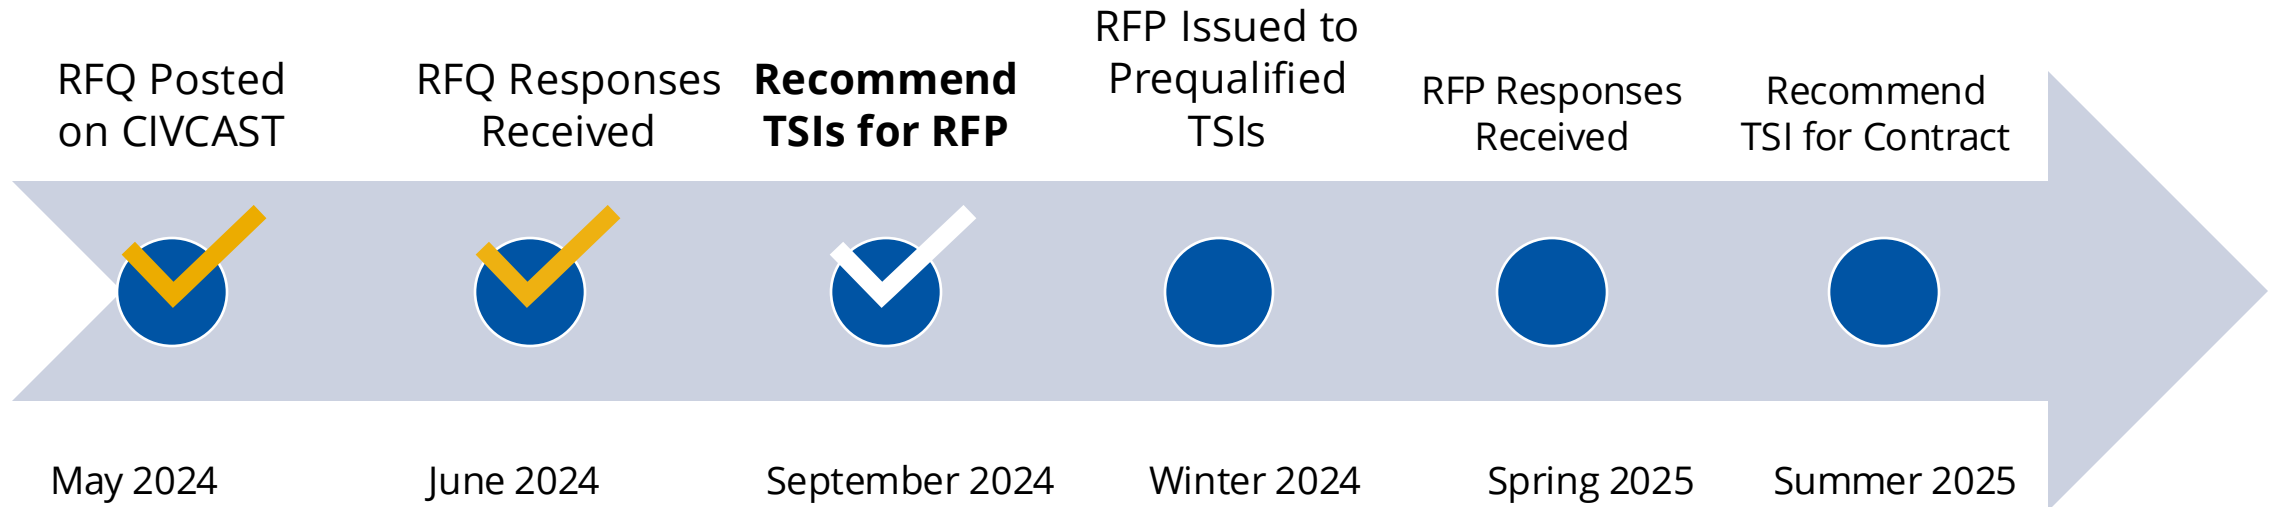 RFQ Posted
on CIVCAST
RFQ Responses
Received
Recommend
TSIs for RFP
RFP Issued to
Prequalified
TSIs
RFP Responses
Received
Recommend
TSI for Contract
May 2024
June 2024
September 2024
Winter 2024
Spring 2025
Summer 2025